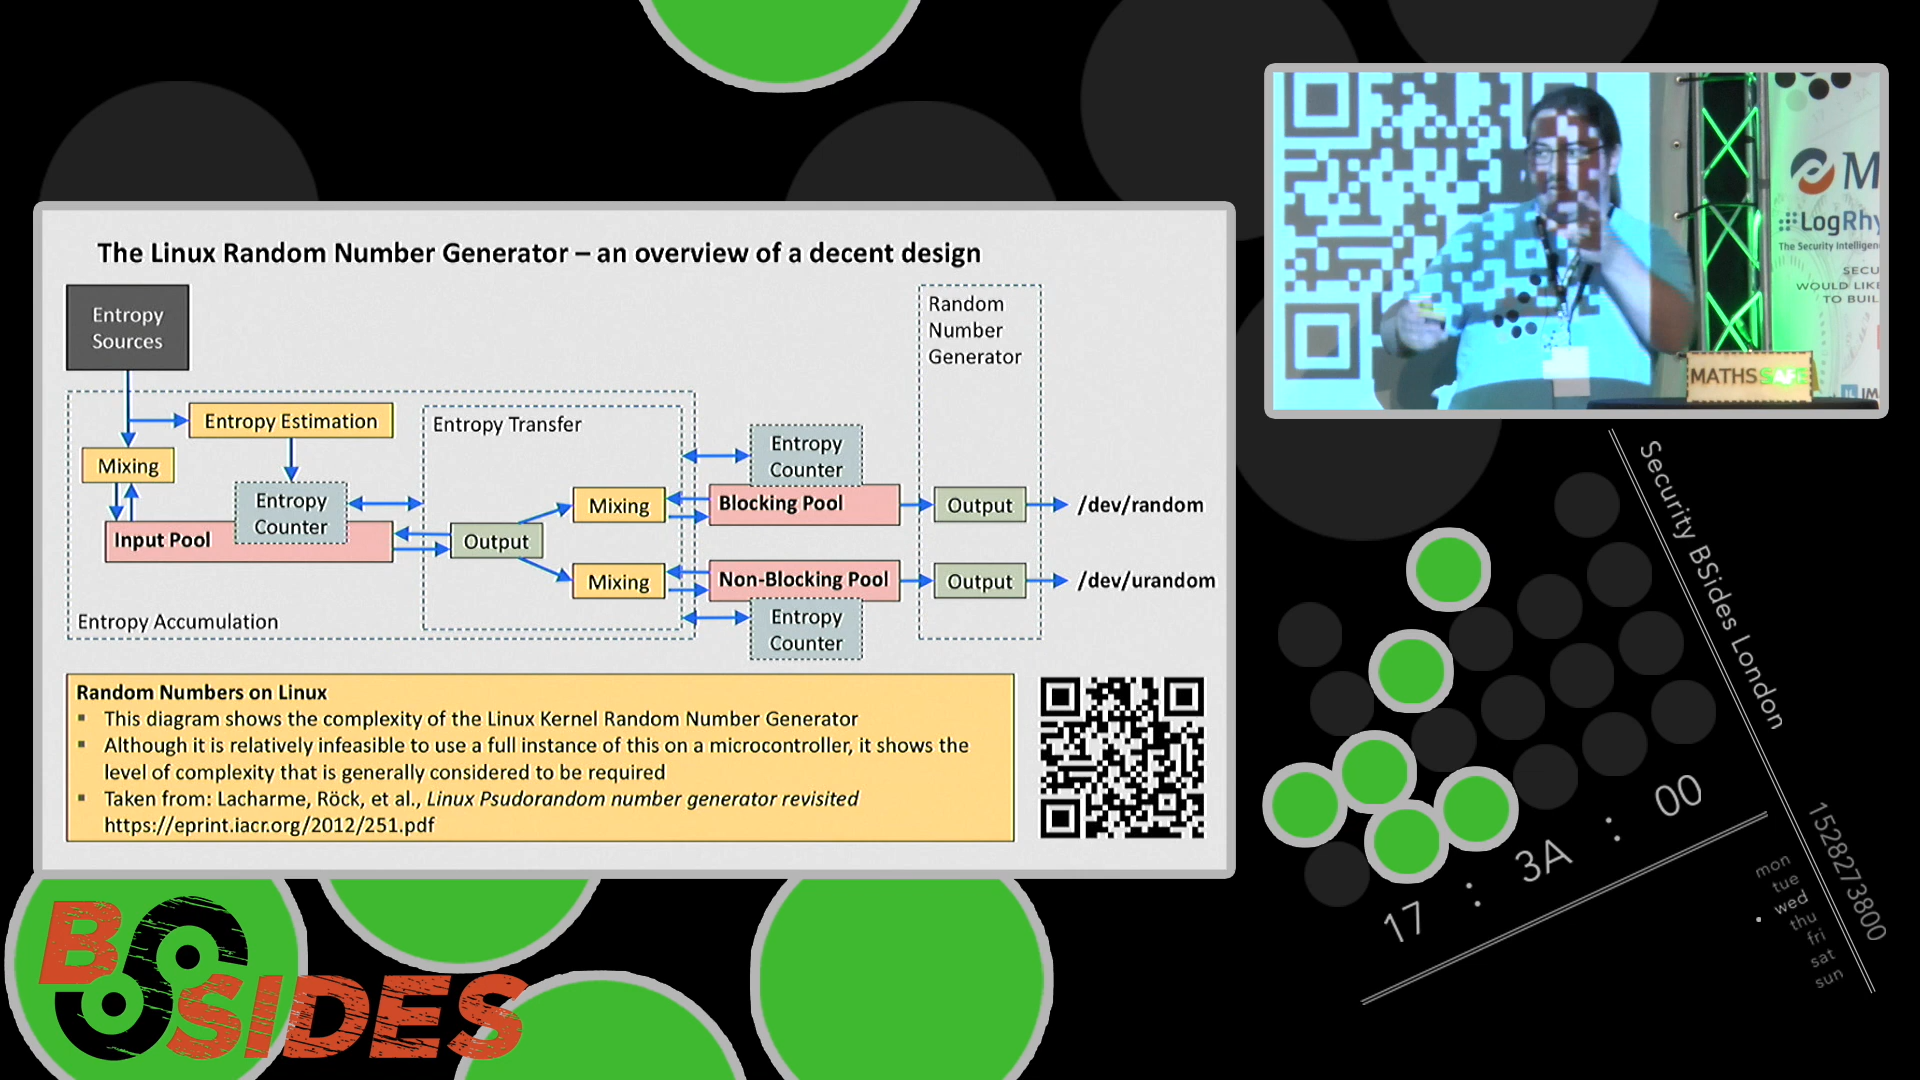 The Linux Random Number Generator – an overview of a decent design
Entropy
Sources
Entropy Estimation
Mixing
Entropy
Counter
Input Pool
Entropy Accumulation
Entropy Transfer
Output
Mixing
Mixing
Entropy
Counter
Blocking Pool
Non-Blocking Pool
Entropy
Counter
Random
Number
Generator
Output
/dev/random
Output
/dev/urandom
Random Numbers on Linux
▪ This diagram shows the complexity of the Linux Kernel Random Number Generator
▪ Although it is relatively infeasible to use a full instance of this on a microcontroller, it shows the
level of complexity that is generally considered to be required
▪ Taken from: Lacharme, Röck, et al., Linux Psudorandom number generator revisited
https://eprint.iacr.org/2012/251.pdf
M
LogRhy
The Security Intelligen
SECU
WOULD LIKE
TO BUIL
MATHS SAFE
IM
Security BSides London
17 : 3A : 00
1528273800
mon
tue
wed
thu
fri
sat
sun
BSIDES